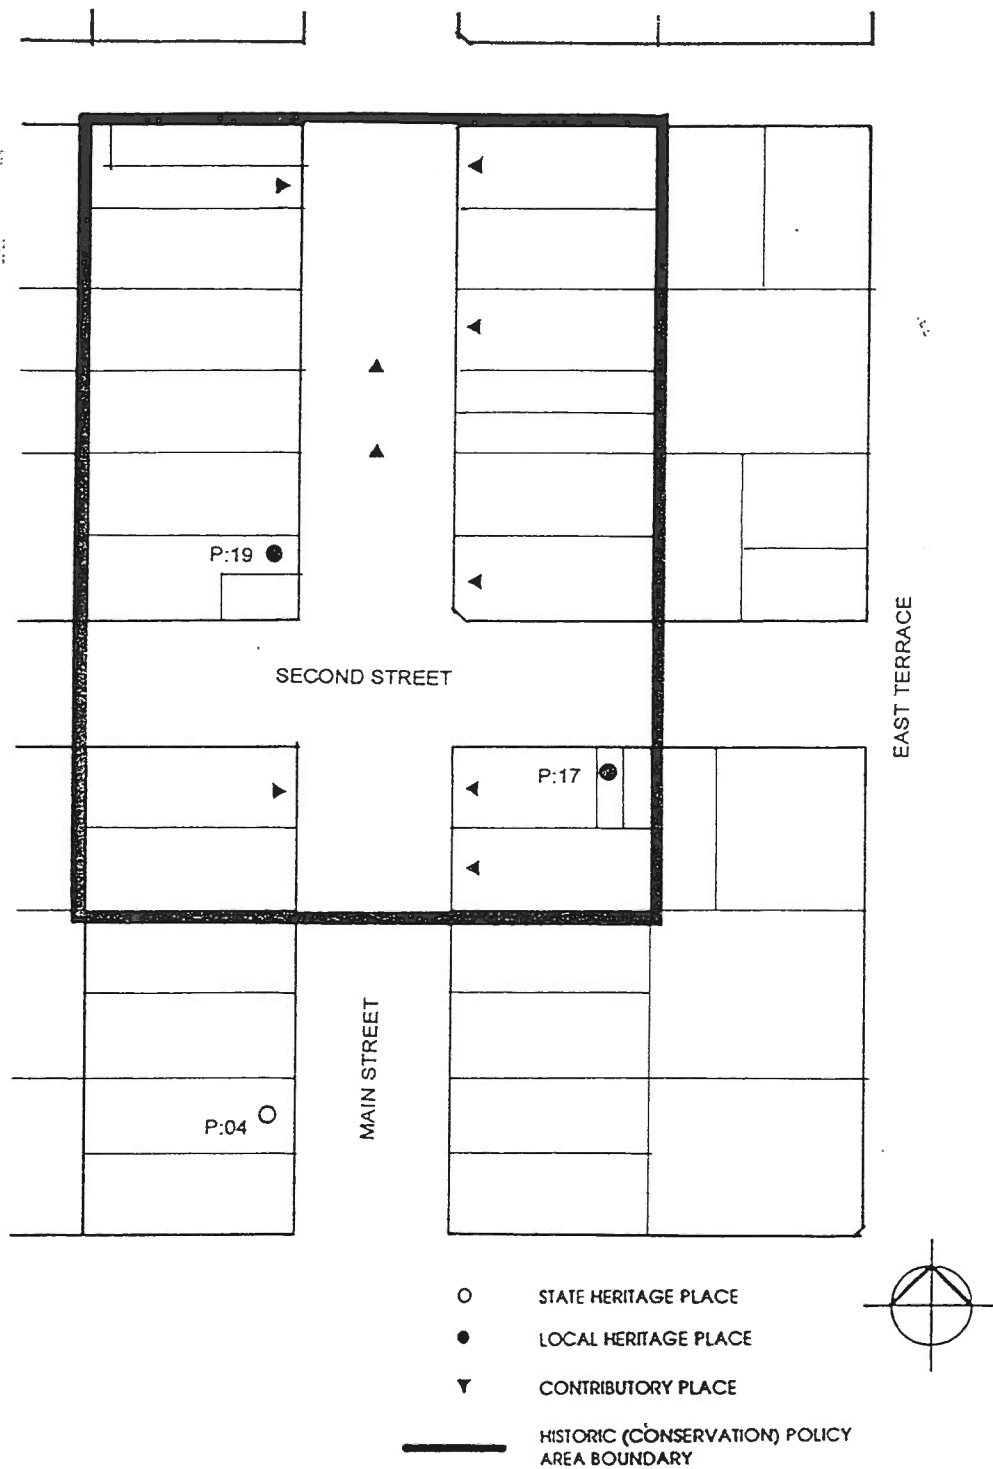 P:19
SECOND STREET
EAST TERRACE
P:17
MAIN STREET
P:04
STATE HERITAGE PLACE
LOCAL HERITAGE PLACE
CONTRIBUTORY PLACE
HISTORIC (CONSERVATION) POLICY
AREA BOUNDARY